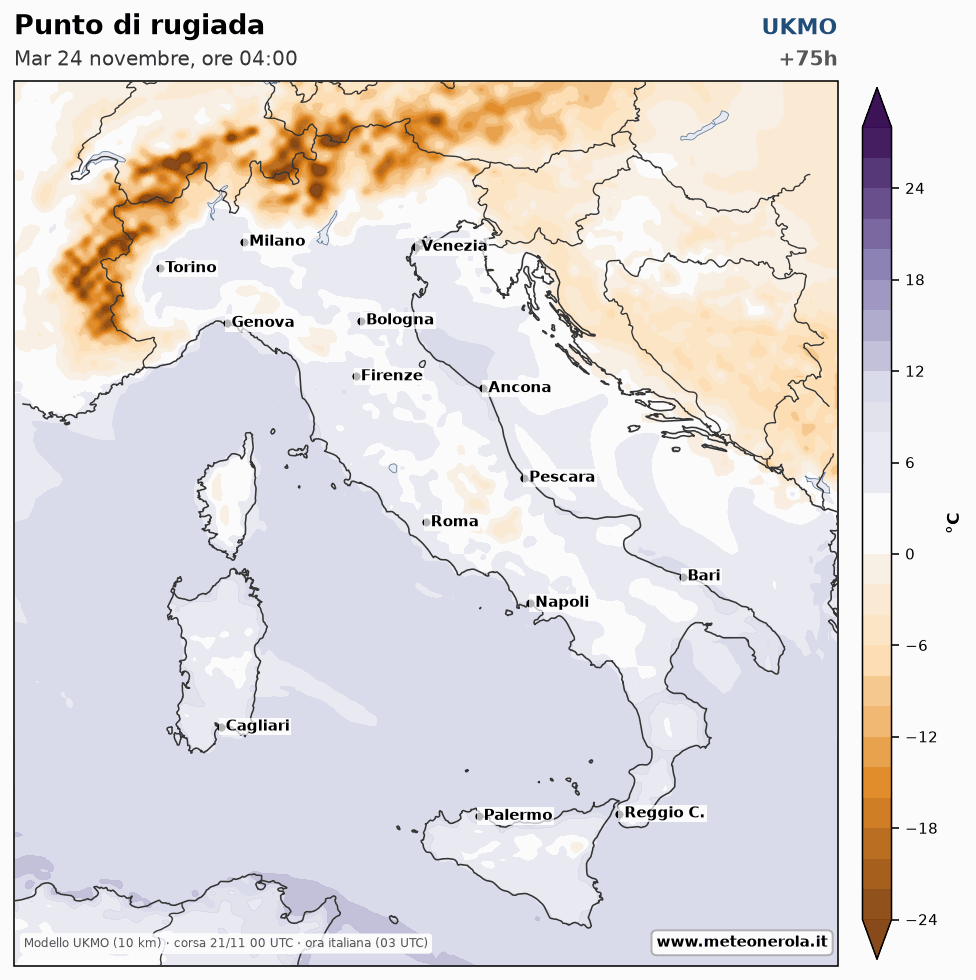 Punto di rugiada
UKMO
Mar 24 novembre, ore 04:00
+75h
Milano
Venezia
Torino
Genova
Bologna
Firenze
Ancona
Pescara
Roma
Bari
Napoli
Cagliari
Palermo
Reggio C.
24
18
12
6
0
−6
−12
−18
−24
°C
Modello UKMO (10 km) · corsa 21/11 00 UTC · ora italiana (03 UTC)
www.meteonerola.it